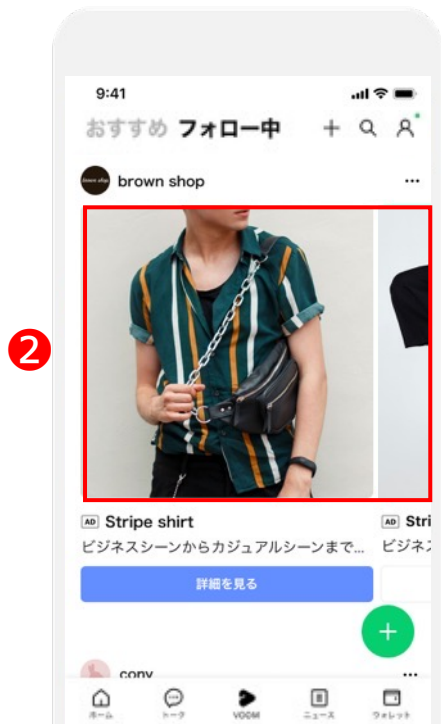 9:41
おすすめ フォロー中
brown shop
2
AD Stripe shirt
AD Stri
ビジネスシーンからカジュアルシーンまで...
ビジネ
詳細を見る
cony
ホーム トーク VOOM ニュース ウォレット